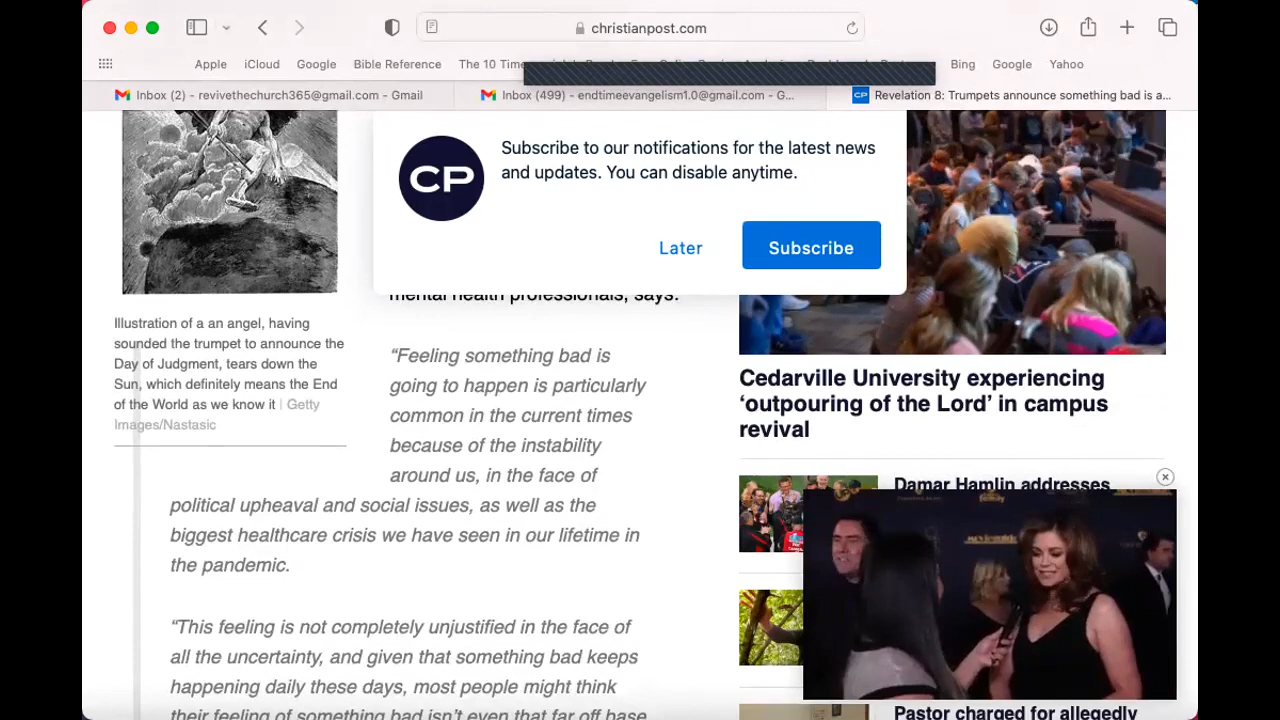 christianpost.com
Apple iCloud Google Bible Reference The 10 Time Bing Google Yahoo
Inbox (2) - revivethechurch365@gmail.com - Gmail
Inbox (499) - endtimeevangelism1.0@gmail.com - G...
CP Revelation 8: Trumpets announce something bad is a...
CP
Subscribe to our notifications for the latest news
and updates. You can disable anytime.
Later
Subscribe
mental health professionals, says:
Illustration of a an angel, having
sounded the trumpet to announce the
Day of Judgment, tears down the
Sun, which definitely means the End
of the World as we know it | Getty
Images/Nastasic
“Feeling something bad is
going to happen is particularly
common in the current times
because of the instability
around us, in the face of
political upheaval and social issues, as well as the
biggest healthcare crisis we have seen in our lifetime in
the pandemic.
“This feeling is not completely unjustified in the face of
all the uncertainty, and given that something bad keeps
happening daily these days, most people might think
their feeling of something bad isn’t even that far off base
Cedarville University experiencing
‘outpouring of the Lord’ in campus
revival
Damar Hamlin addresses
movieguide
Pastor charged for allegedly